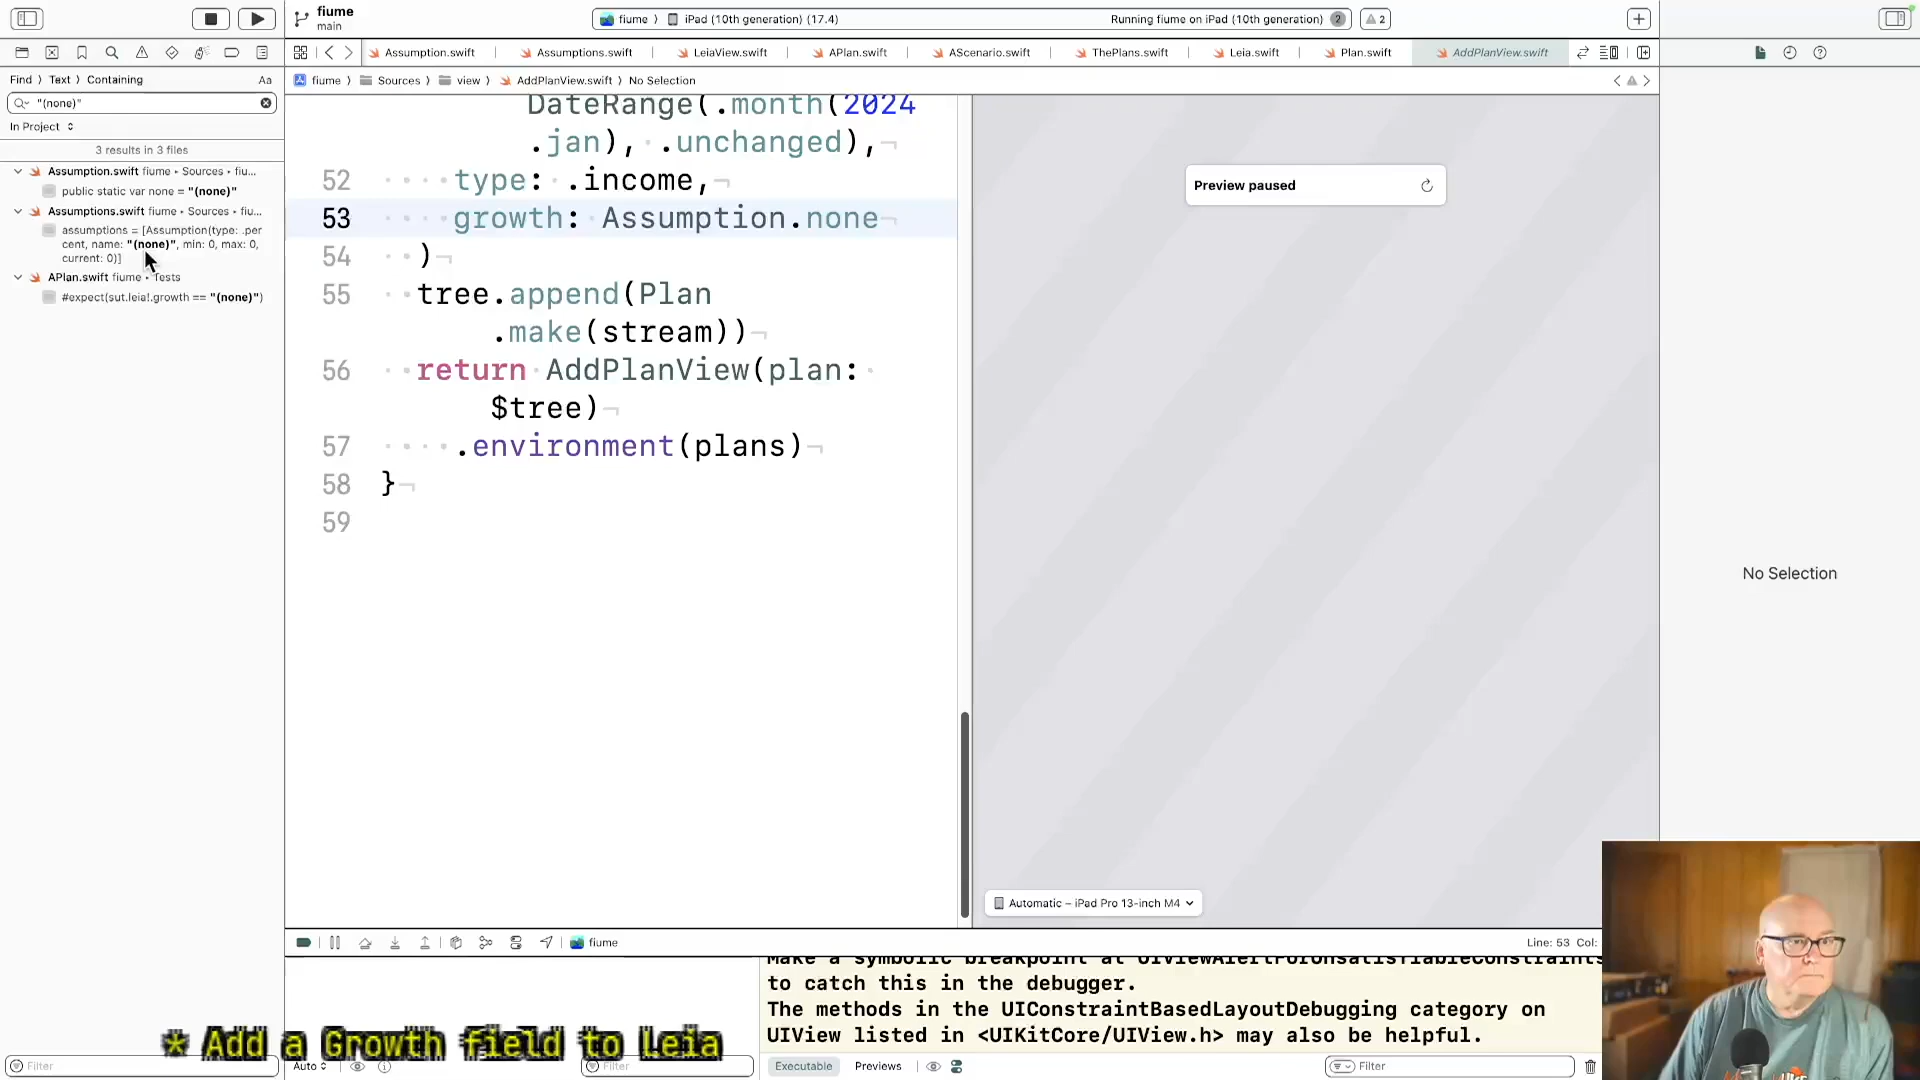 fiume
main
fiume 〉 iPad (10th generation) (17.4)
Running fiume on iPad (10th generation) 2
2
Assumption.swift
Assumptions.swift
LeiaView.swift
APlan.swift
AScenario.swift
ThePlans.swift
Leia.swift
Plan.swift
AddPlanView.swift
Find 〉 Text 〉 Containing
Aa
fiume 〉 Sources 〉 view 〉 AddPlanView.swift 〉 No Selection
"(none)"
In Project
3 results in 3 files
Assumption.swift fiume ▸ Sources ▸ fiu...
public static var none = "(none)"
Assumptions.swift fiume ▸ Sources ▸ fiu...
assumptions = [Assumption(type: .per
cent, name: "(none)", min: 0, max: 0,
current: 0)]
APlan.swift fiume ▸ Tests
#expect(sut.leia!.growth == "(none)")
DateRange(.month(2024
.jan), .unchanged),
52 type: .income,
53 growth: Assumption.none
54 )
55 tree.append(Plan
.make(stream))
56 return AddPlanView(plan:
$tree)
57 .environment(plans)
58 }
59
Preview paused
Automatic – iPad Pro 13-inch M4
No Selection
fiume
Line: 53 Col:
Make a symbolic breakpoint at UIViewAlertForUnsatisfiableConstraints
to catch this in the debugger.
The methods in the UIConstraintBasedLayoutDebugging category on
UIView listed in <UIKitCore/UIView.h> may also be helpful.
* Add a Growth field to Leia
Filter
Auto
Filter
Executable
Previews
Filter